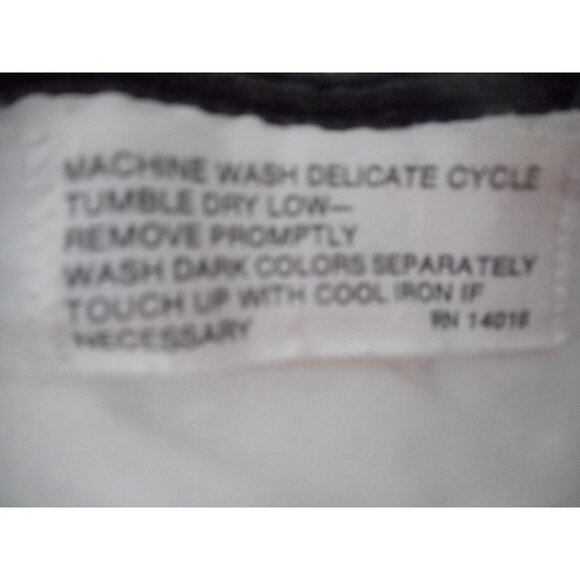 MACHINE WASH DELICATE CYCLE
TUMBLE DRY LOW—
REMOVE PROMPTLY
WASH DARK COLORS SEPARATELY
TOUCH UP WITH COOL IRON IF
NECESSARY RN